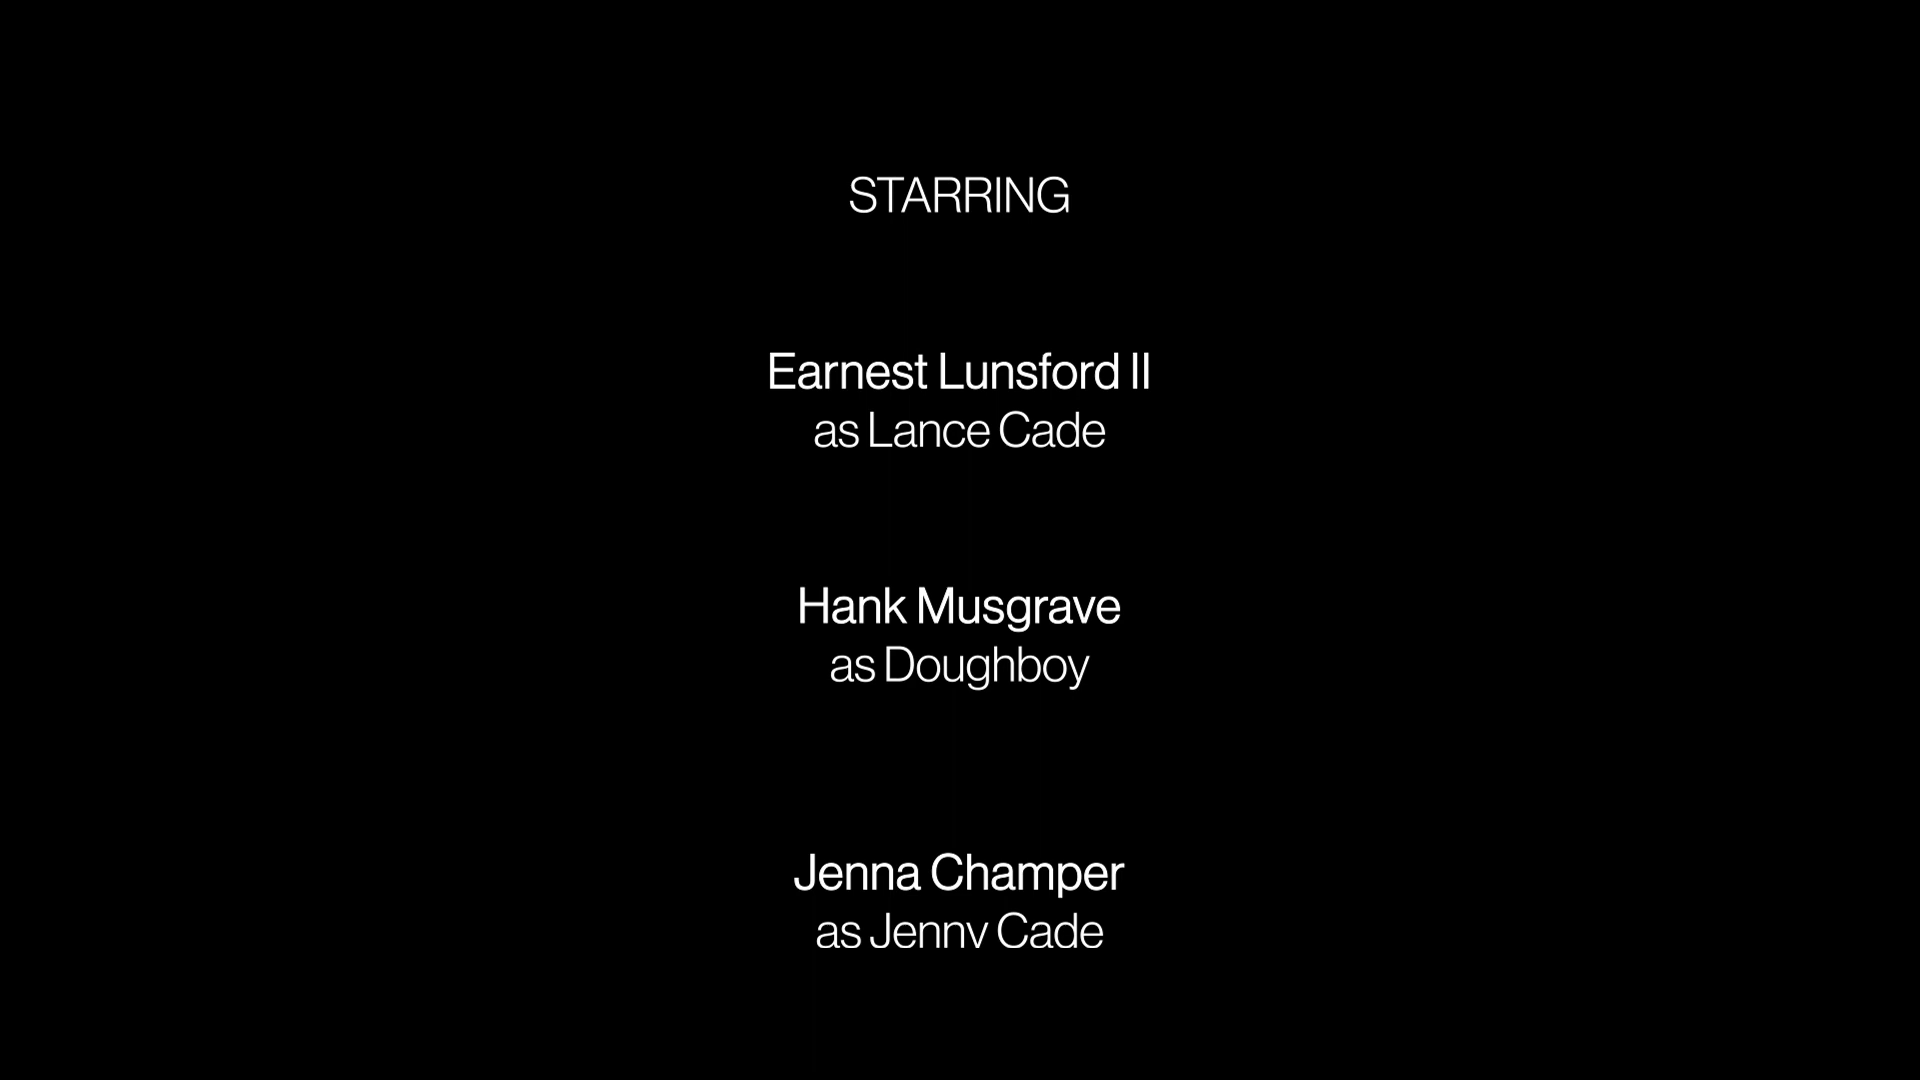 STARRING
Earnest Lunsford II
as Lance Cade
Hank Musgrave
as Doughboy
Jenna Champer
as Jenny Cade